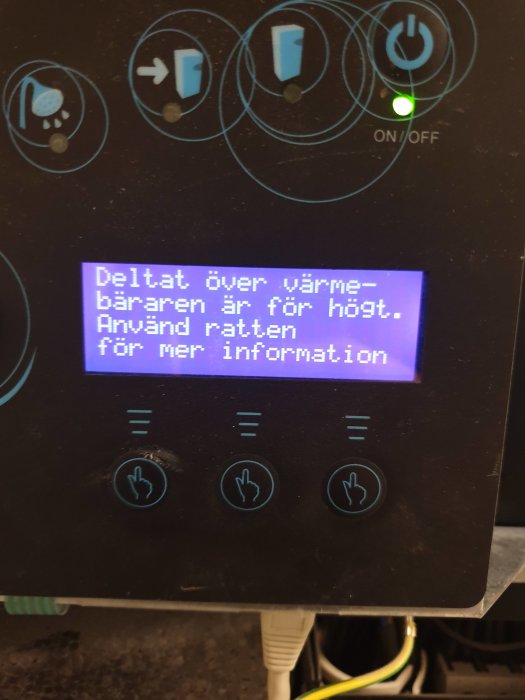 ON/OFF
Deltat över värme-
bäraren är för högt.
Använd ratten
för mer information